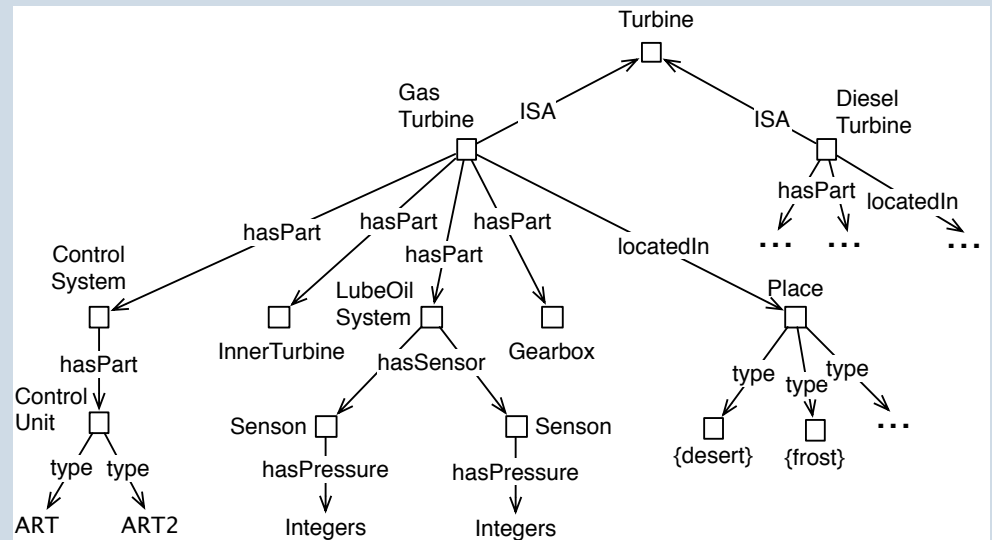 Turbine
Gas
Turbine
ISA
ISA
Diesel
Turbine
hasPart
hasPart
hasPart
hasPart
locatedIn
hasPart
locatedIn
...
...
...
Control
System
LubeOil
System
Place
InnerTurbine
Gearbox
hasPart
hasSensor
type
type
type
Control
Unit
Senson
Senson
{desert}
{frost}
...
type
type
hasPressure
hasPressure
ART
ART2
Integers
Integers